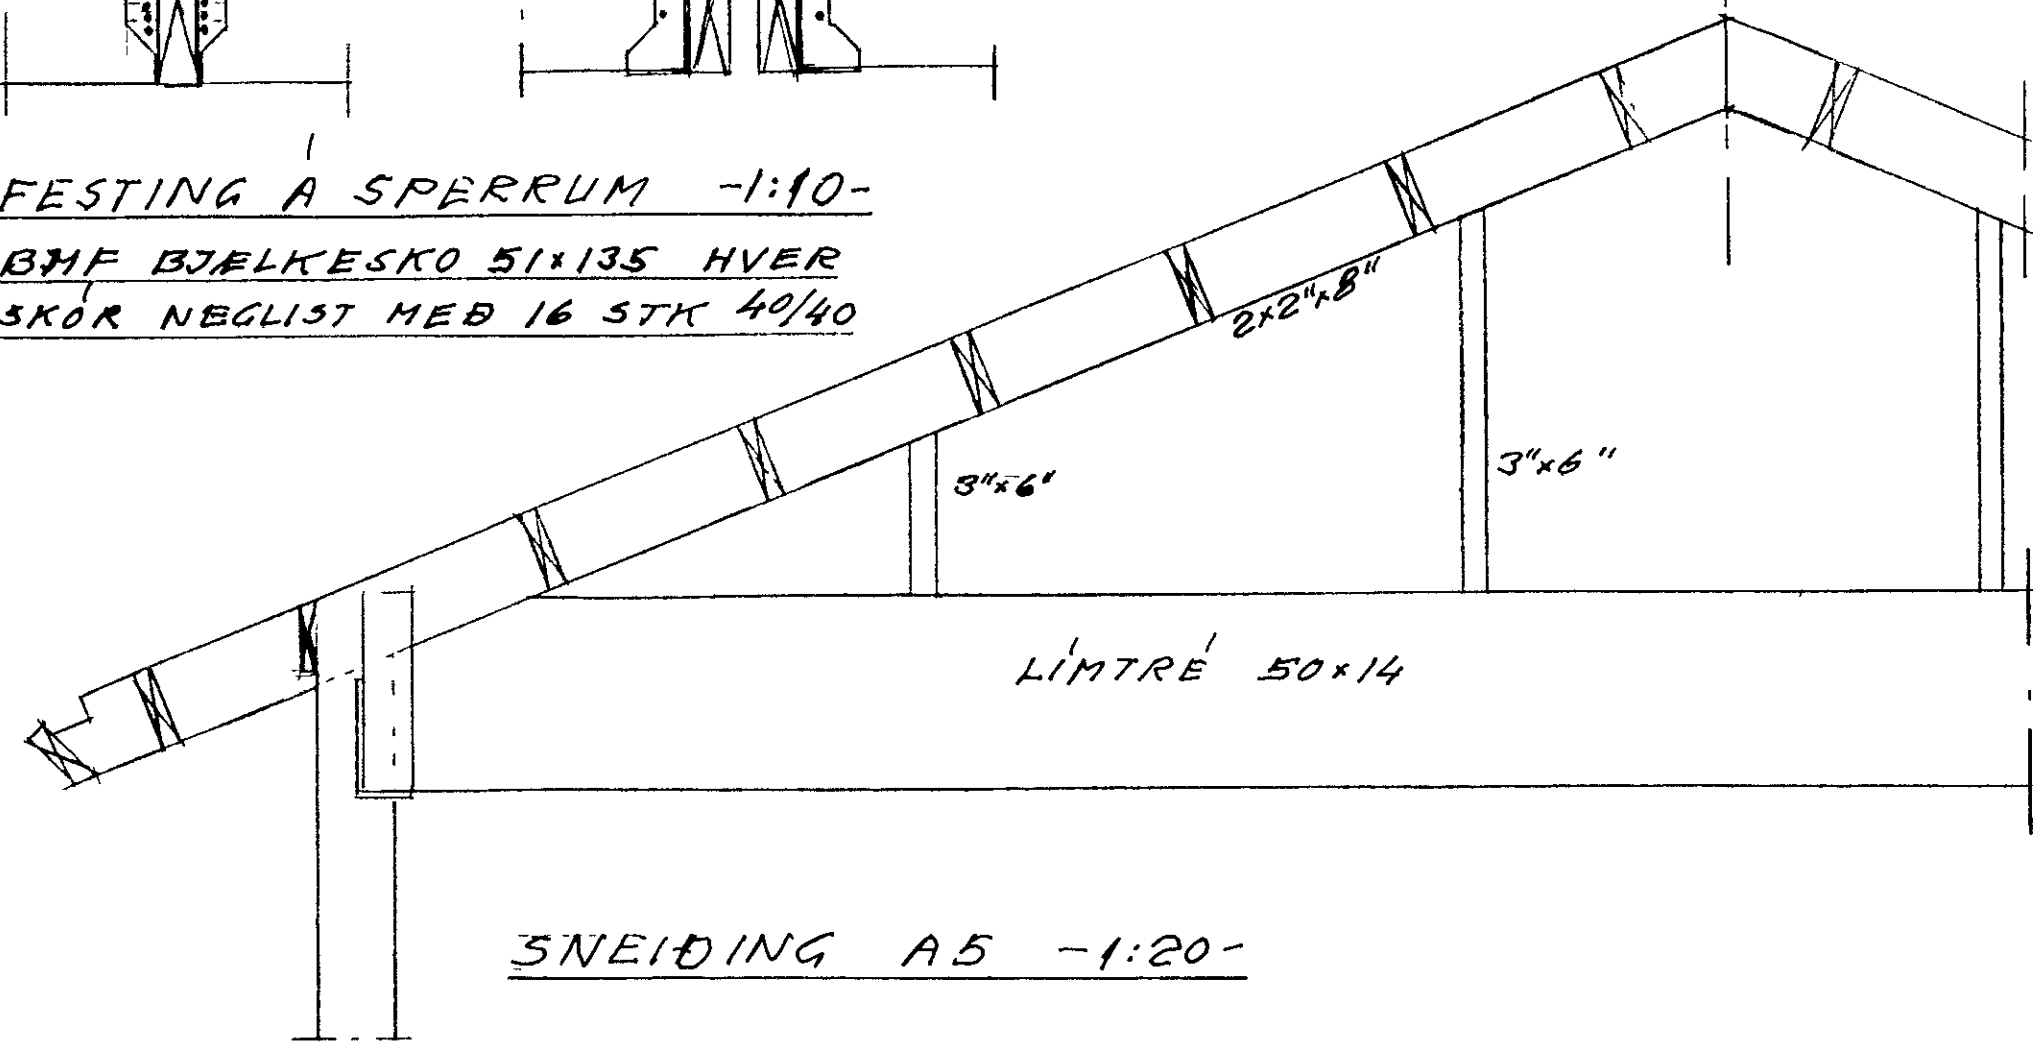 FESTING Á SPERRUM -1:10-
BMF BJÆLKESKO 51×135 HVER
SKÓR NEGLIST MEÐ 16 STK 40/40
2×2"×8"
3"×6"
3"×6"
LÍMTRÉ 50×14
SNEIÐING A5 -1:20-